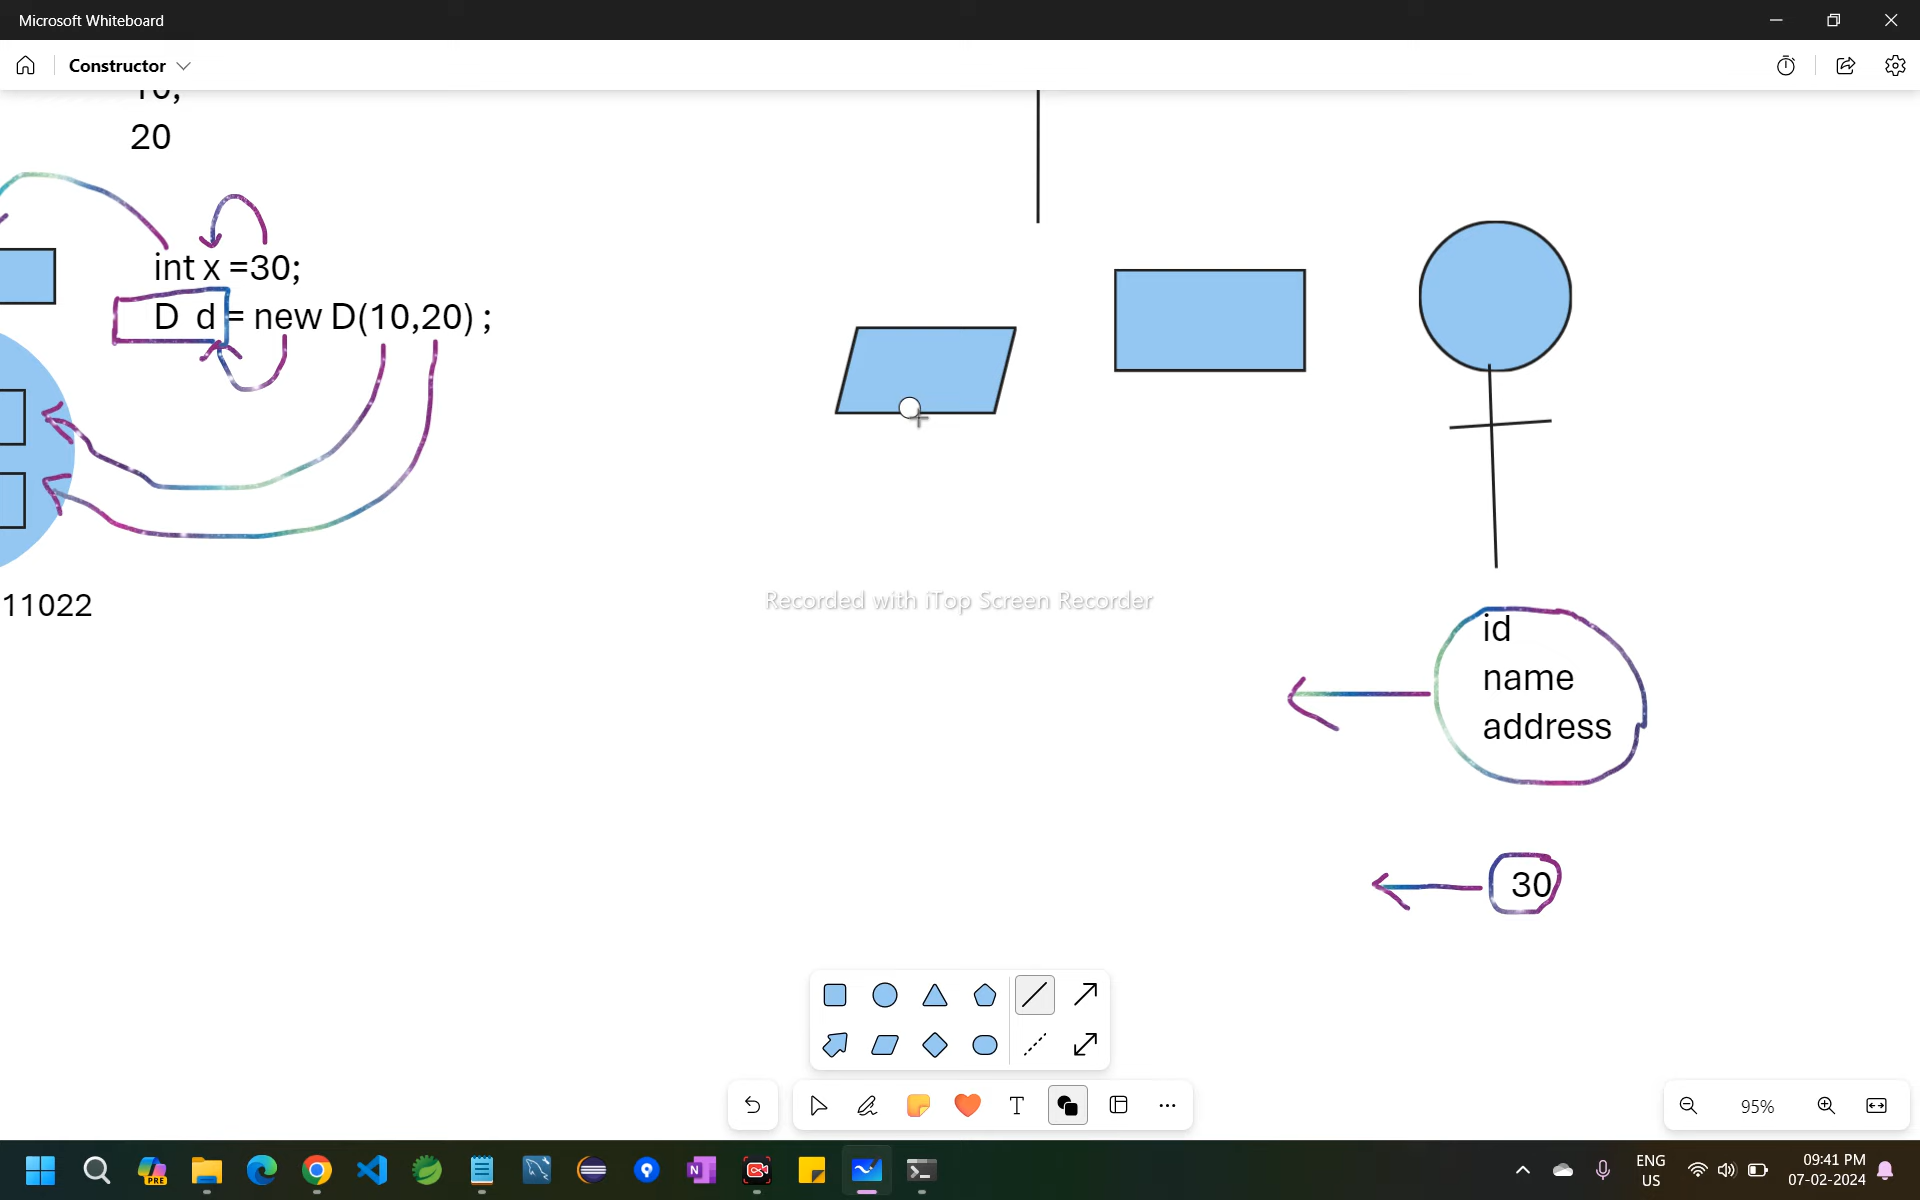 Microsoft Whiteboard
Constructor
10,
20
int x =30;
D d = new D(10,20) ;
11022
Recorded with iTop Screen Recorder
id
name
address
30
95%
ENG
US
09:41 PM
07-02-2024